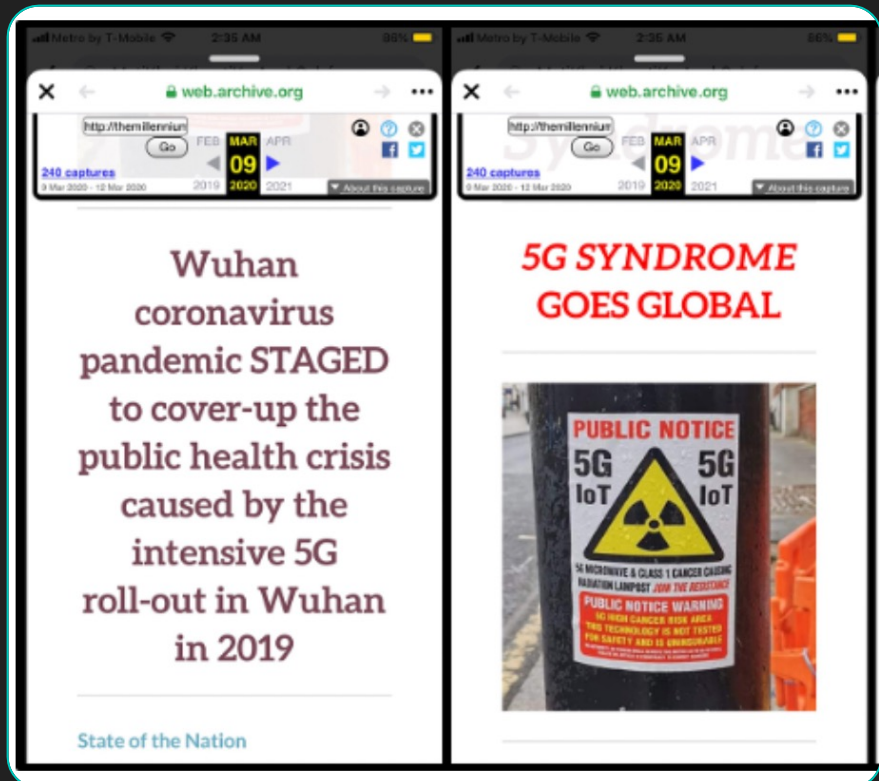 Metro by T-Mobile 2:35 AM 86%
web.archive.org
http://themillenniun
Go
FEB MAR APR
09
2019 2020 2021
240 captures
9 Mar 2020 - 12 Mar 2020
About this capture
Wuhan
coronavirus
pandemic STAGED
to cover-up the
public health crisis
caused by the
intensive 5G
roll-out in Wuhan
in 2019
State of the Nation
Metro by T-Mobile 2:35 AM 86%
web.archive.org
http://themillenniun
Go
FEB MAR APR
09
2019 2020 2021
240 captures
9 Mar 2020 - 12 Mar 2020
About this capture
Syndrome
5G SYNDROME
GOES GLOBAL
PUBLIC NOTICE
5G 5G
IoT IoT
5G MICROWAVE & CLASS 1 CANCER CAUSING
RADIATION LAMPPOST JOIN THE RESISTANCE
PUBLIC NOTICE WARNING
5G HIGH CANCER RISK AREA
THIS TECHNOLOGY IS NOT TESTED
FOR SAFETY AND IS UNINSURABLE